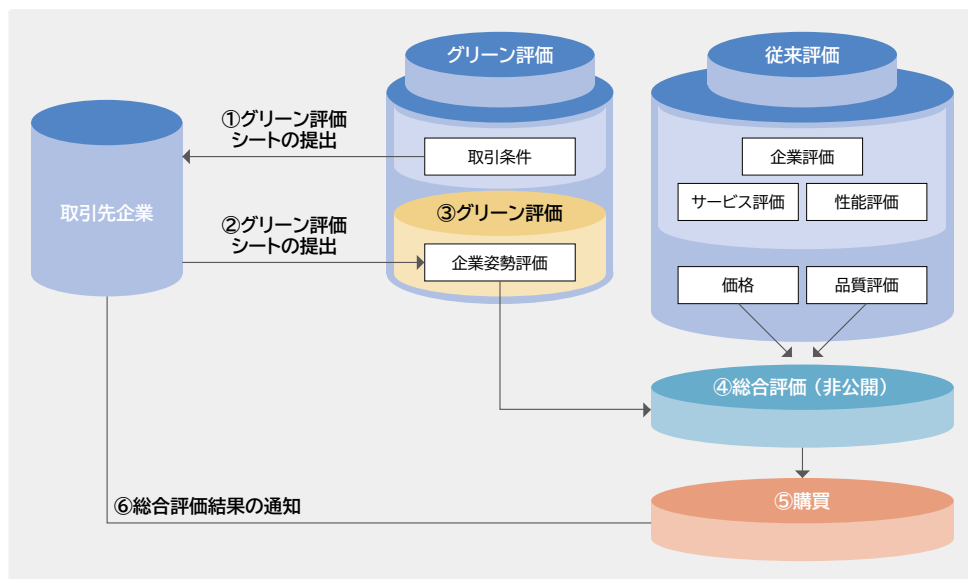 グリーン評価
従来評価
①グリーン評価
シートの提出
取引条件
企業評価
取引先企業
サービス評価
性能評価
②グリーン評価
シートの提出
③グリーン評価
企業姿勢評価
価格
品質評価
④総合評価（非公開）
⑤購買
⑥総合評価結果の通知